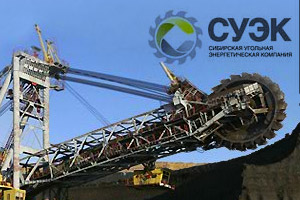 СУЭК
СИБИРСКАЯ УГОЛЬНАЯ
ЭНЕРГЕТИЧЕСКАЯ КОМПАНИЯ